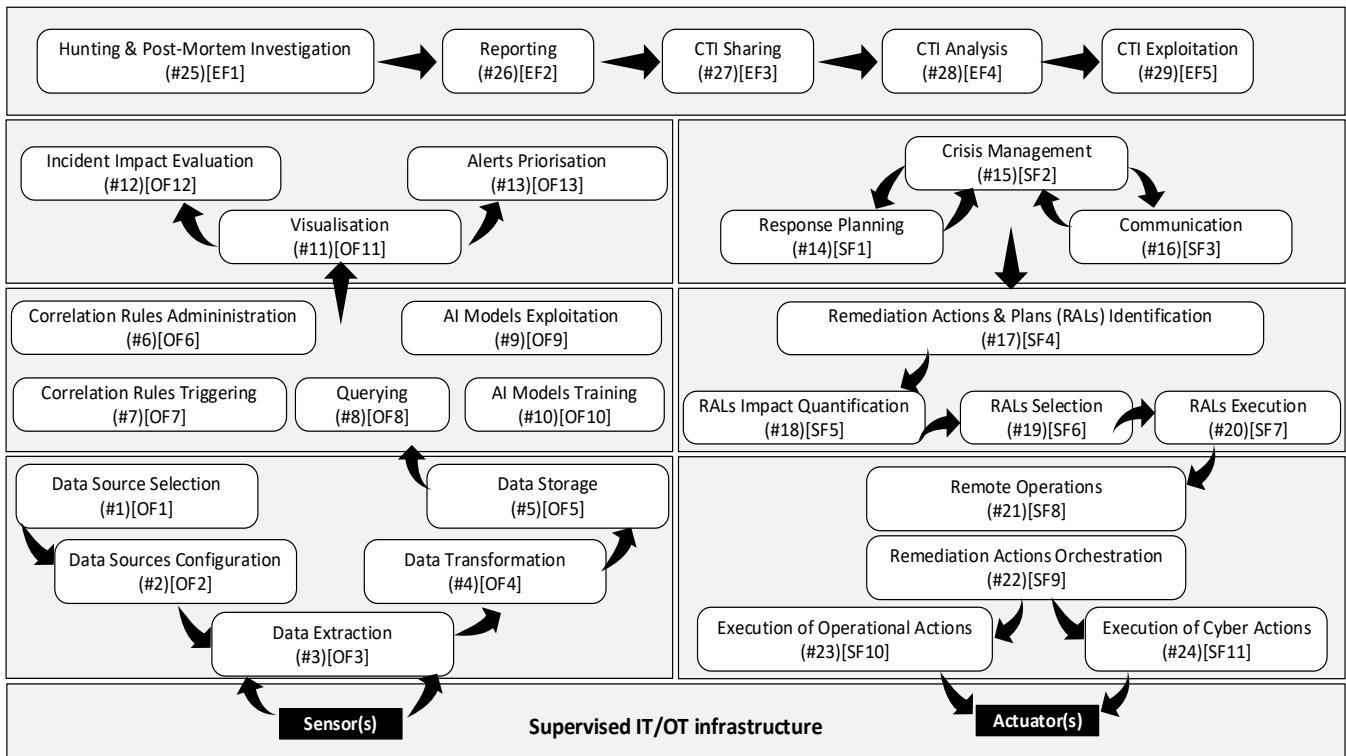 Hunting & Post-Mortem Investigation
(#25)[EF1]
Reporting
(#26)[EF2]
CTI Sharing
(#27)[EF3]
CTI Analysis
(#28)[EF4]
CTI Exploitation
(#29)[EF5]
Incident Impact Evaluation
(#12)[OF12]
Alerts Priorisation
(#13)[OF13]
Visualisation
(#11)[OF11]
Crisis Management
(#15)[SF2]
Response Planning
(#14)[SF1]
Communication
(#16)[SF3]
Correlation Rules Admininistration
(#6)[OF6]
AI Models Exploitation
(#9)[OF9]
Correlation Rules Triggering
(#7)[OF7]
Querying
(#8)[OF8]
AI Models Training
(#10)[OF10]
Remediation Actions & Plans (RALs) Identification
(#17)[SF4]
RALs Impact Quantification
(#18)[SF5]
RALs Selection
(#19)[SF6]
RALs Execution
(#20)[SF7]
Data Source Selection
(#1)[OF1]
Data Storage
(#5)[OF5]
Data Sources Configuration
(#2)[OF2]
Data Transformation
(#4)[OF4]
Data Extraction
(#3)[OF3]
Remote Operations
(#21)[SF8]
Remediation Actions Orchestration
(#22)[SF9]
Execution of Operational Actions
(#23)[SF10]
Execution of Cyber Actions
(#24)[SF11]
Sensor(s)
Supervised IT/OT infrastructure
Actuator(s)